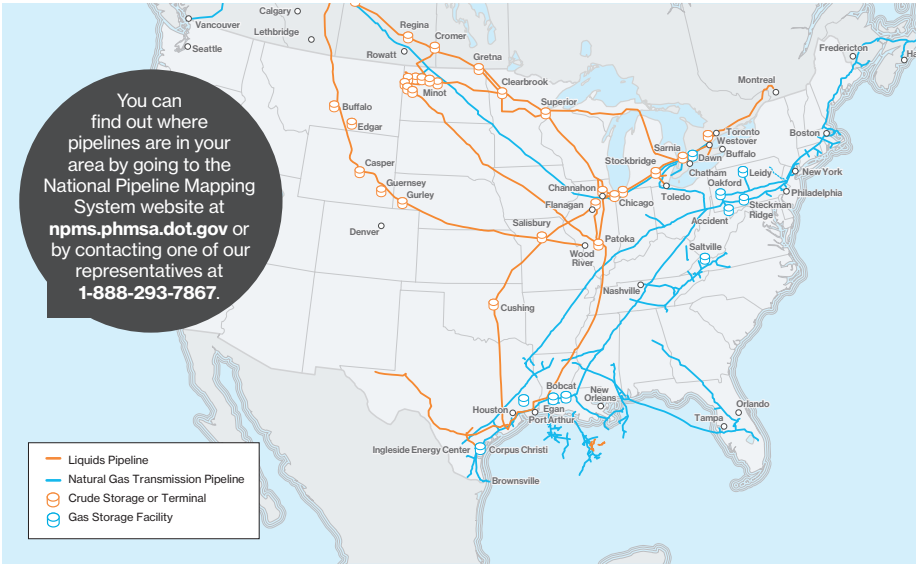 Calgary
Vancouver
Lethbridge
Seattle
Regina
Cromer
Rowatt
Gretna
Clearbrook
Minot
Superior
Montreal
Fredericton
Ha
You can
find out where
pipelines are in your
area by going to the
National Pipeline Mapping
System website at
npms.phmsa.dot.gov or
by contacting one of our
representatives at
1-888-293-7867.
Buffalo
Edgar
Casper
Guernsey
Gurley
Denver
Toronto
Westover
Buffalo
Boston
Sarnia
Dawn
Stockbridge
Chatham
Leidy
New York
Oakford
Channahon
Chicago
Toledo
Philadelphia
Flanagan
Steckman
Ridge
Accident
Salisbury
Patoka
Wood
River
Saltville
Nashville
Cushing
Bobcat
New
Orleans
Houston
Egan
Port Arthur
Orlando
Tampa
Ingleside Energy Center
Corpus Christi
Brownsville
Liquids Pipeline
Natural Gas Transmission Pipeline
Crude Storage or Terminal
Gas Storage Facility